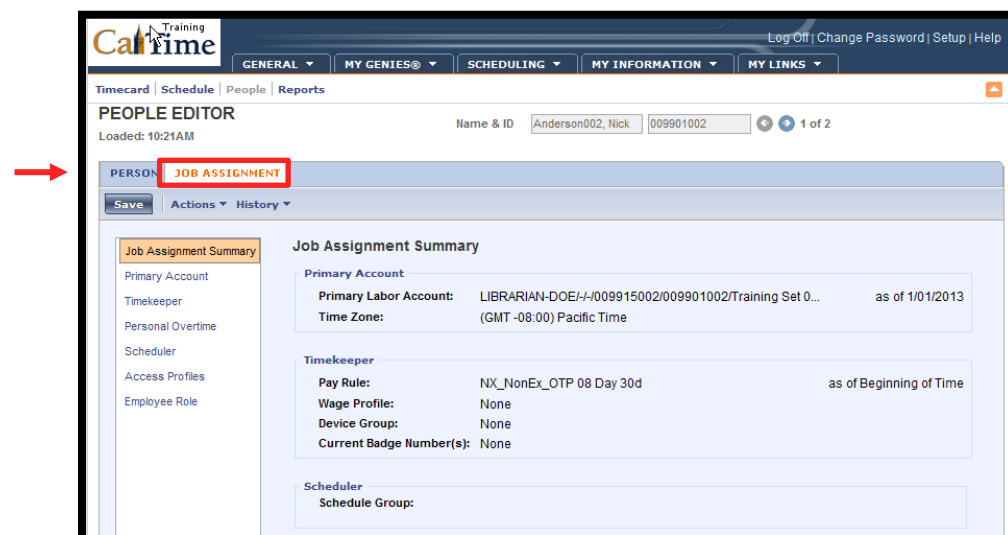 Training
CalTime
Log Off | Change Password | Setup | Help
GENERAL MY GENIES® SCHEDULING MY INFORMATION MY LINKS
Timecard | Schedule | People | Reports
PEOPLE EDITOR
Loaded: 10:21AM
Name & ID Anderson002, Nick 009901002 1 of 2
PERSON JOB ASSIGNMENT
Save Actions History
Job Assignment Summary
Primary Account
Timekeeper
Personal Overtime
Scheduler
Access Profiles
Employee Role
Job Assignment Summary
Primary Account
Primary Labor Account: LIBRARIAN-DOE/-/-/009915002/009901002/Training Set 0... as of 1/01/2013
Time Zone: (GMT -08:00) Pacific Time
Timekeeper
Pay Rule: NX_NonEx_OTP 08 Day 30d as of Beginning of Time
Wage Profile: None
Device Group: None
Current Badge Number(s): None
Scheduler
Schedule Group: